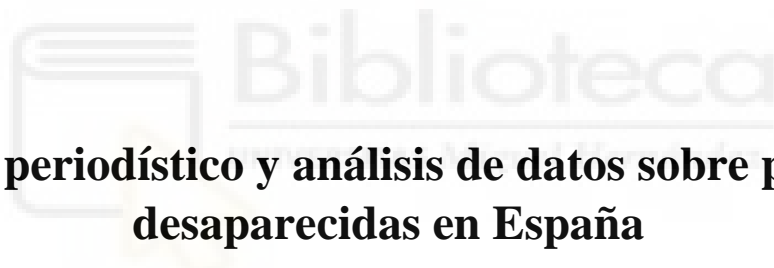 Biblioteca
periodístico y análisis de datos sobre p
desaparecidas en España